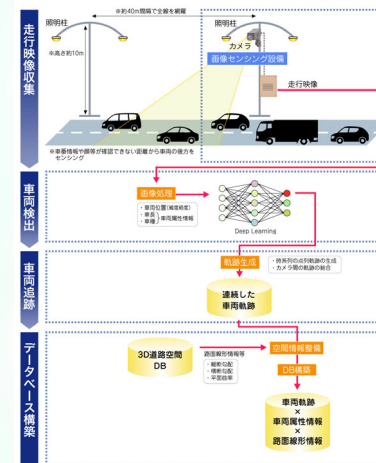 走行映像収集
※約40m間隔で全線を網羅
照明柱
照明柱
カメラ
※高さ約10m
画像センシング設備
走行映像
※車番情報や顔等が確認できない距離から車両の後方を
センシング
車両検出
画像処理
・車両位置(緯度経度)
・車長
・車種
車両属性情報
Deep Learning
車両追跡
軌跡生成
・時系列の点列軌跡の生成
・カメラ間の軌跡の結合
連続した
車両軌跡
データベース構築
3D道路空間
DB
路面線形情報等
・縦断勾配
・横断勾配
・平面曲率
空間情報整備
DB構築
車両軌跡
×
車両属性情報
×
路面線形情報